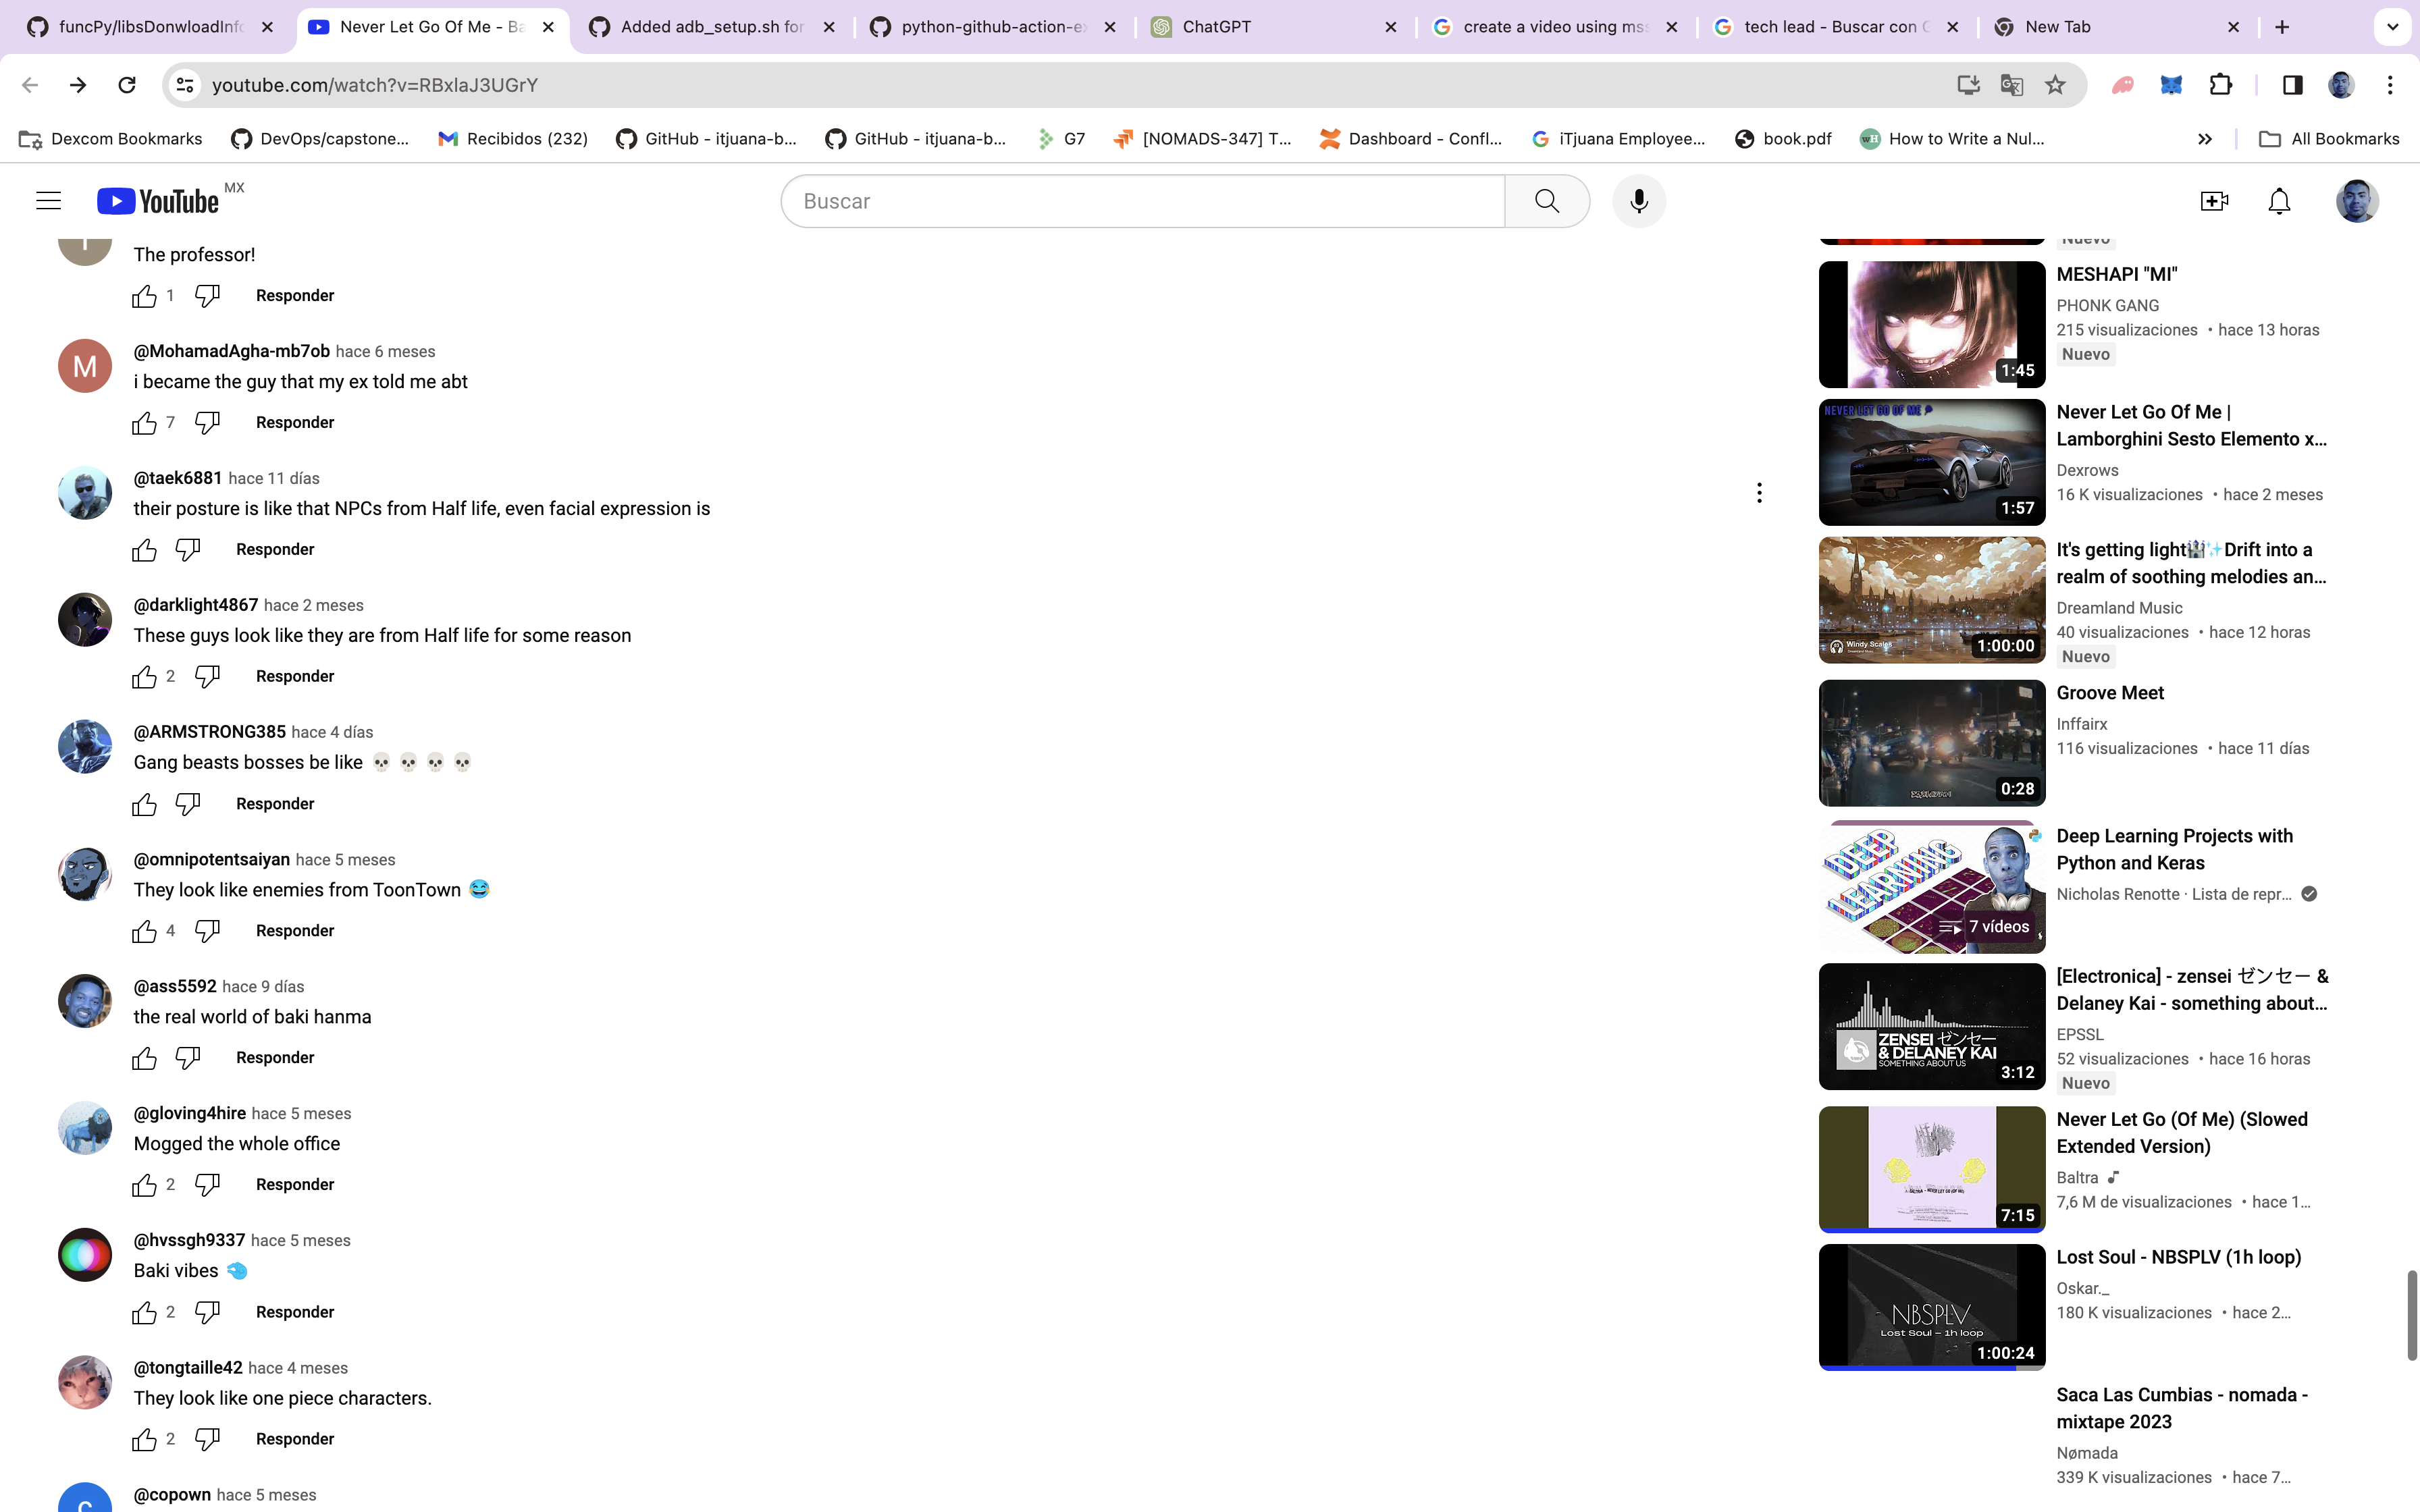 funcPy/libsDonwloadInfo
Never Let Go Of Me - Ba
Added adb_setup.sh for
python-github-action-ex
ChatGPT
create a video using mss
tech lead - Buscar con G
New Tab
youtube.com/watch?v=RBxlaJ3UGrY
Dexcom Bookmarks
DevOps/capstone...
Recibidos (232)
GitHub - itjuana-b...
GitHub - itjuana-b...
G7
[NOMADS-347] T...
Dashboard - Confl...
iTjuana Employee...
book.pdf
How to Write a Nul...
All Bookmarks
YouTube MX
Buscar
The professor!
1 Responder
M
@MohamadAgha-mb7ob hace 6 meses
i became the guy that my ex told me abt
7 Responder
@taek6881 hace 11 días
their posture is like that NPCs from Half life, even facial expression is
Responder
@darklight4867 hace 2 meses
These guys look like they are from Half life for some reason
2 Responder
@ARMSTRONG385 hace 4 días
Gang beasts bosses be like 💀 💀 💀 💀
Responder
@omnipotentsaiyan hace 5 meses
They look like enemies from ToonTown 😂
4 Responder
@ass5592 hace 9 días
the real world of baki hanma
Responder
@gloving4hire hace 5 meses
Mogged the whole office
2 Responder
@hvssgh9337 hace 5 meses
Baki vibes
2 Responder
@tongtaille42 hace 4 meses
They look like one piece characters.
2 Responder
@copown hace 5 meses
Nuevo
1:45
MESHAPI "MI"
PHONK GANG
215 visualizaciones • hace 13 horas
Nuevo
NEVER LET GO OF ME
1:57
Never Let Go Of Me |
Lamborghini Sesto Elemento x...
Dexrows
16 K visualizaciones • hace 2 meses
Windy Scales
1:00:00
It's getting light🏰✨Drift into a
realm of soothing melodies an...
Dreamland Music
40 visualizaciones • hace 12 horas
Nuevo
0:28
Groove Meet
Inffairx
116 visualizaciones • hace 11 días
DEEP
LEARNING
7 vídeos
Deep Learning Projects with
Python and Keras
Nicholas Renotte · Lista de repr...
ZENSEI ゼンセー
& DELANEY KAI
SOMETHING ABOUT US
3:12
[Electronica] - zensei ゼンセー &
Delaney Kai - something about...
EPSSL
52 visualizaciones • hace 16 horas
Nuevo
7:15
Never Let Go (Of Me) (Slowed
Extended Version)
Baltra
7,6 M de visualizaciones • hace 1...
NBSPLV
Lost Soul – 1h loop
1:00:24
Lost Soul - NBSPLV (1h loop)
Oskar._
180 K visualizaciones • hace 2...
Saca Las Cumbias - nomada -
mixtape 2023
Nømada
339 K visualizaciones • hace 7...